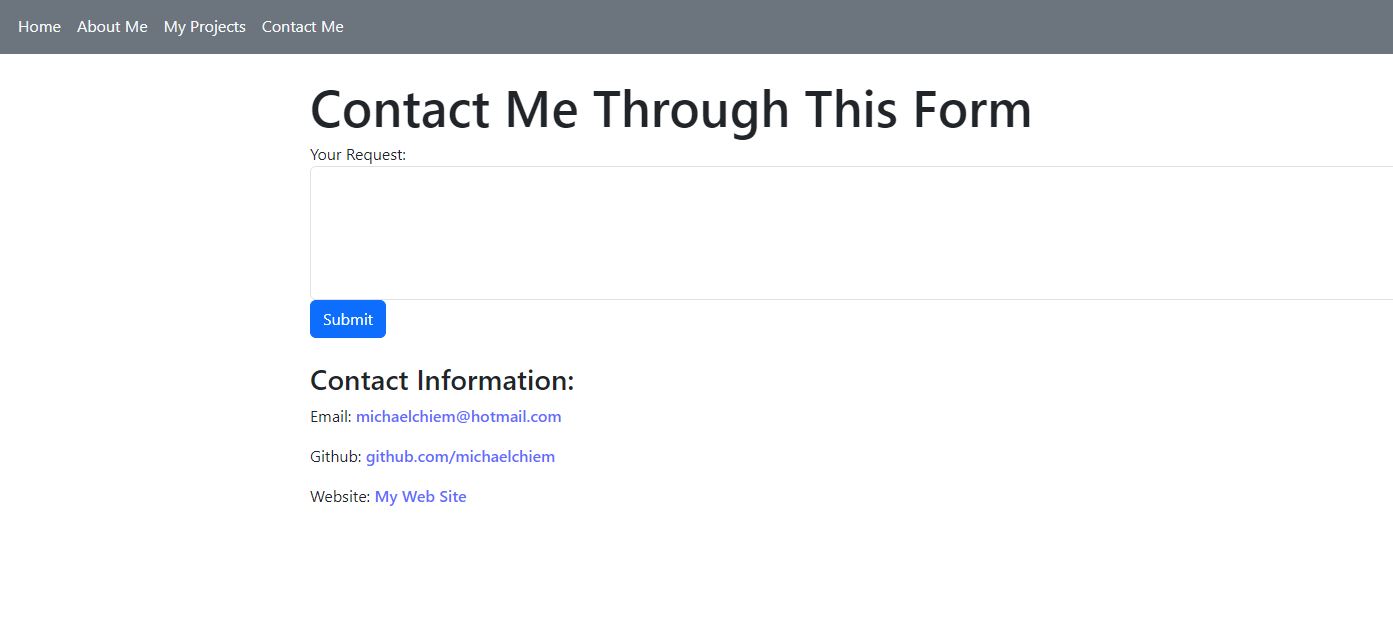 Home About Me My Projects Contact Me
Contact Me Through This Form
Your Request:
Submit
Contact Information:
Email: michaelchiem@hotmail.com
Github: github.com/michaelchiem
Website: My Web Site